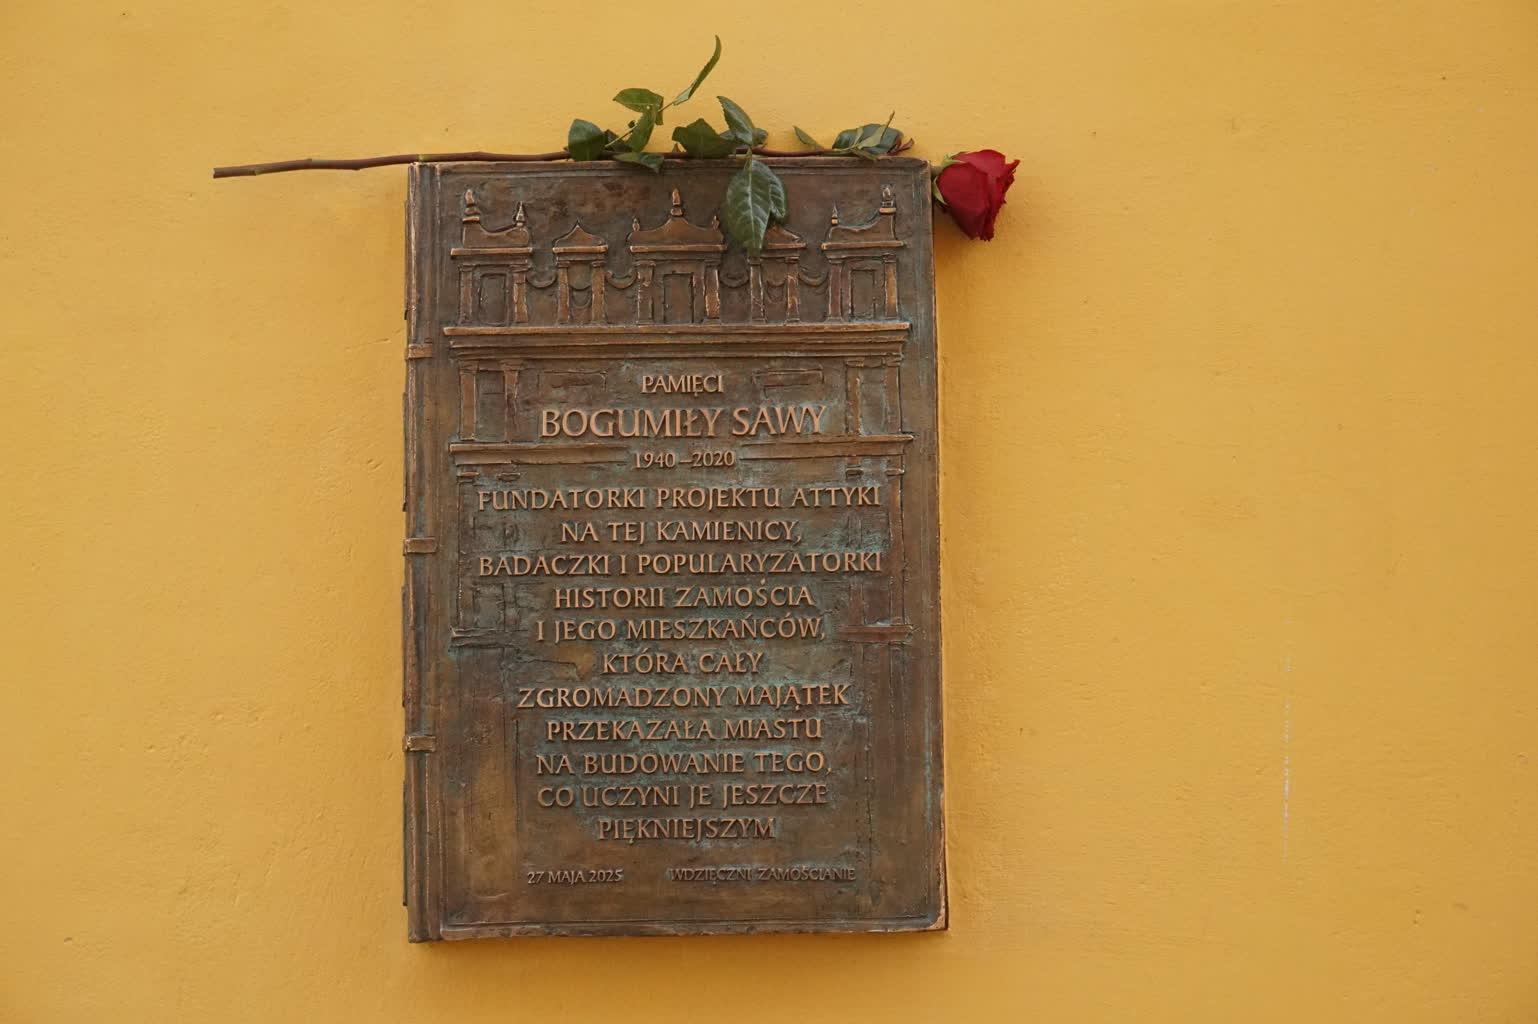 PAMIĘCI
BOGUMIŁY SAWY
1940–2020
FUNDATORKI PROJEKTU ATTYKI
NA TEJ KAMIENICY,
BADACZKI I POPULARYZATORKI
HISTORII ZAMOŚCIA
I JEGO MIESZKAŃCÓW,
KTÓRA CAŁY
ZGROMADZONY MAJĄTEK
PRZEKAZAŁA MIASTU
NA BUDOWANIE TEGO,
CO UCZYNI JE JESZCZE
PIĘKNIEJSZYM
27 MAJA 2025 WDZIĘCZNI ZAMOŚCIANIE